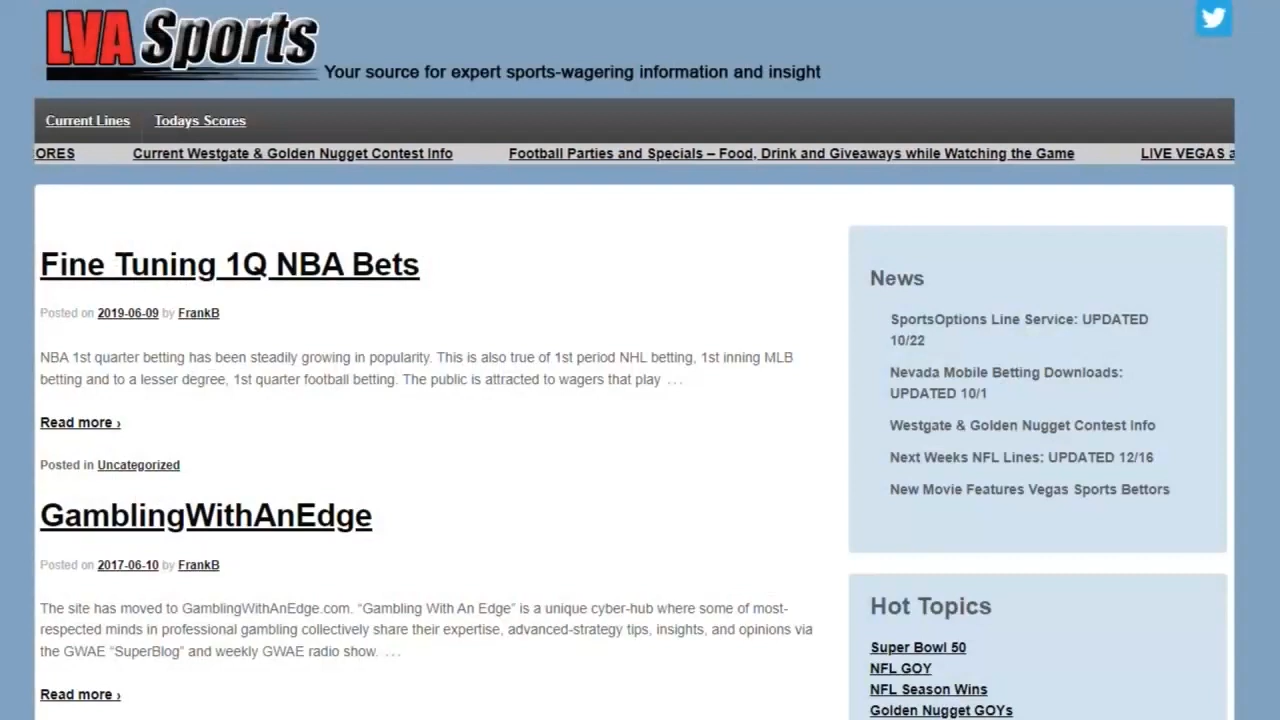 LVA Sports
Your source for expert sports-wagering information and insight
Current Lines Todays Scores
ORES Current Westgate & Golden Nugget Contest Info Football Parties and Specials – Food, Drink and Giveaways while Watching the Game LIVE VEGAS a
Fine Tuning 1Q NBA Bets
Posted on 2019-06-09 by FrankB
NBA 1st quarter betting has been steadily growing in popularity. This is also true of 1st period NHL betting, 1st inning MLB
betting and to a lesser degree, 1st quarter football betting. The public is attracted to wagers that play . . .
Read more ›
Posted in Uncategorized
GamblingWithAnEdge
Posted on 2017-06-10 by FrankB
The site has moved to GamblingWithAnEdge.com. “Gambling With An Edge” is a unique cyber-hub where some of most-
respected minds in professional gambling collectively share their expertise, advanced-strategy tips, insights, and opinions via
the GWAE “SuperBlog” and weekly GWAE radio show. . . .
Read more ›
News
SportsOptions Line Service: UPDATED
10/22
Nevada Mobile Betting Downloads:
UPDATED 10/1
Westgate & Golden Nugget Contest Info
Next Weeks NFL Lines: UPDATED 12/16
New Movie Features Vegas Sports Bettors
Hot Topics
Super Bowl 50
NFL GOY
NFL Season Wins
Golden Nugget GOYs